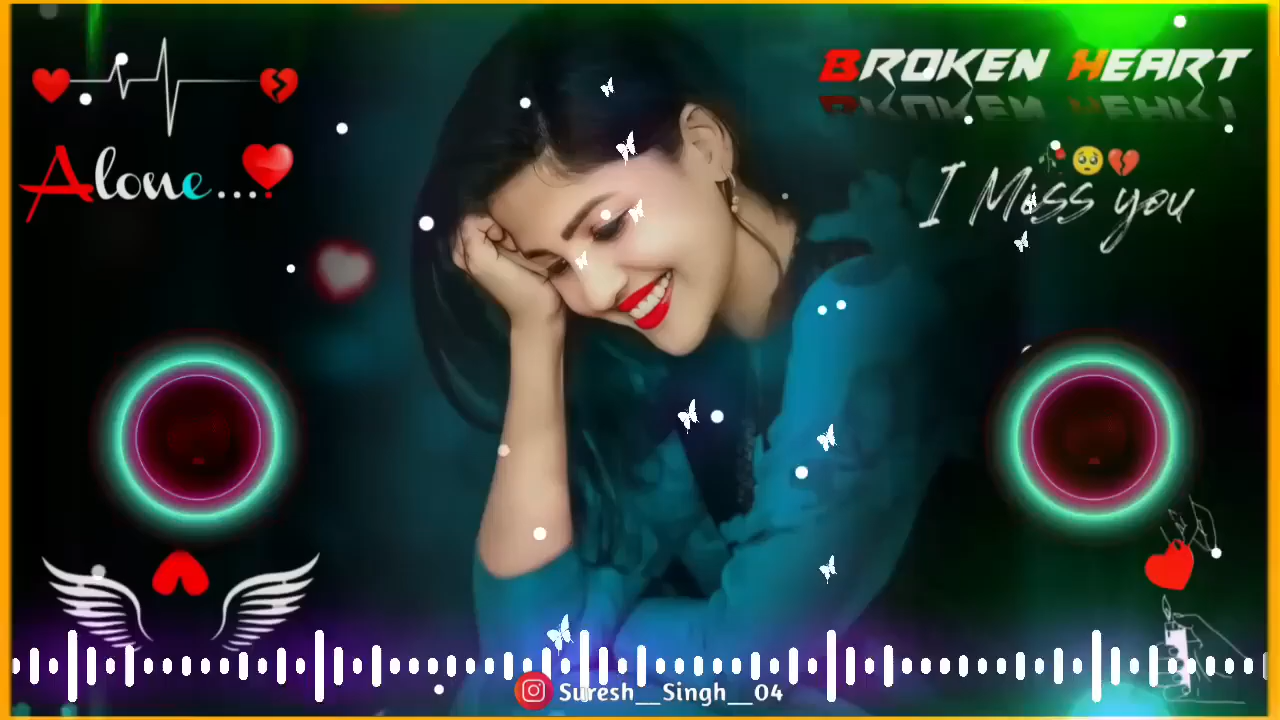 Broken Heart
Alone....
🥺💔
I Miss you
Suresh__Singh__04